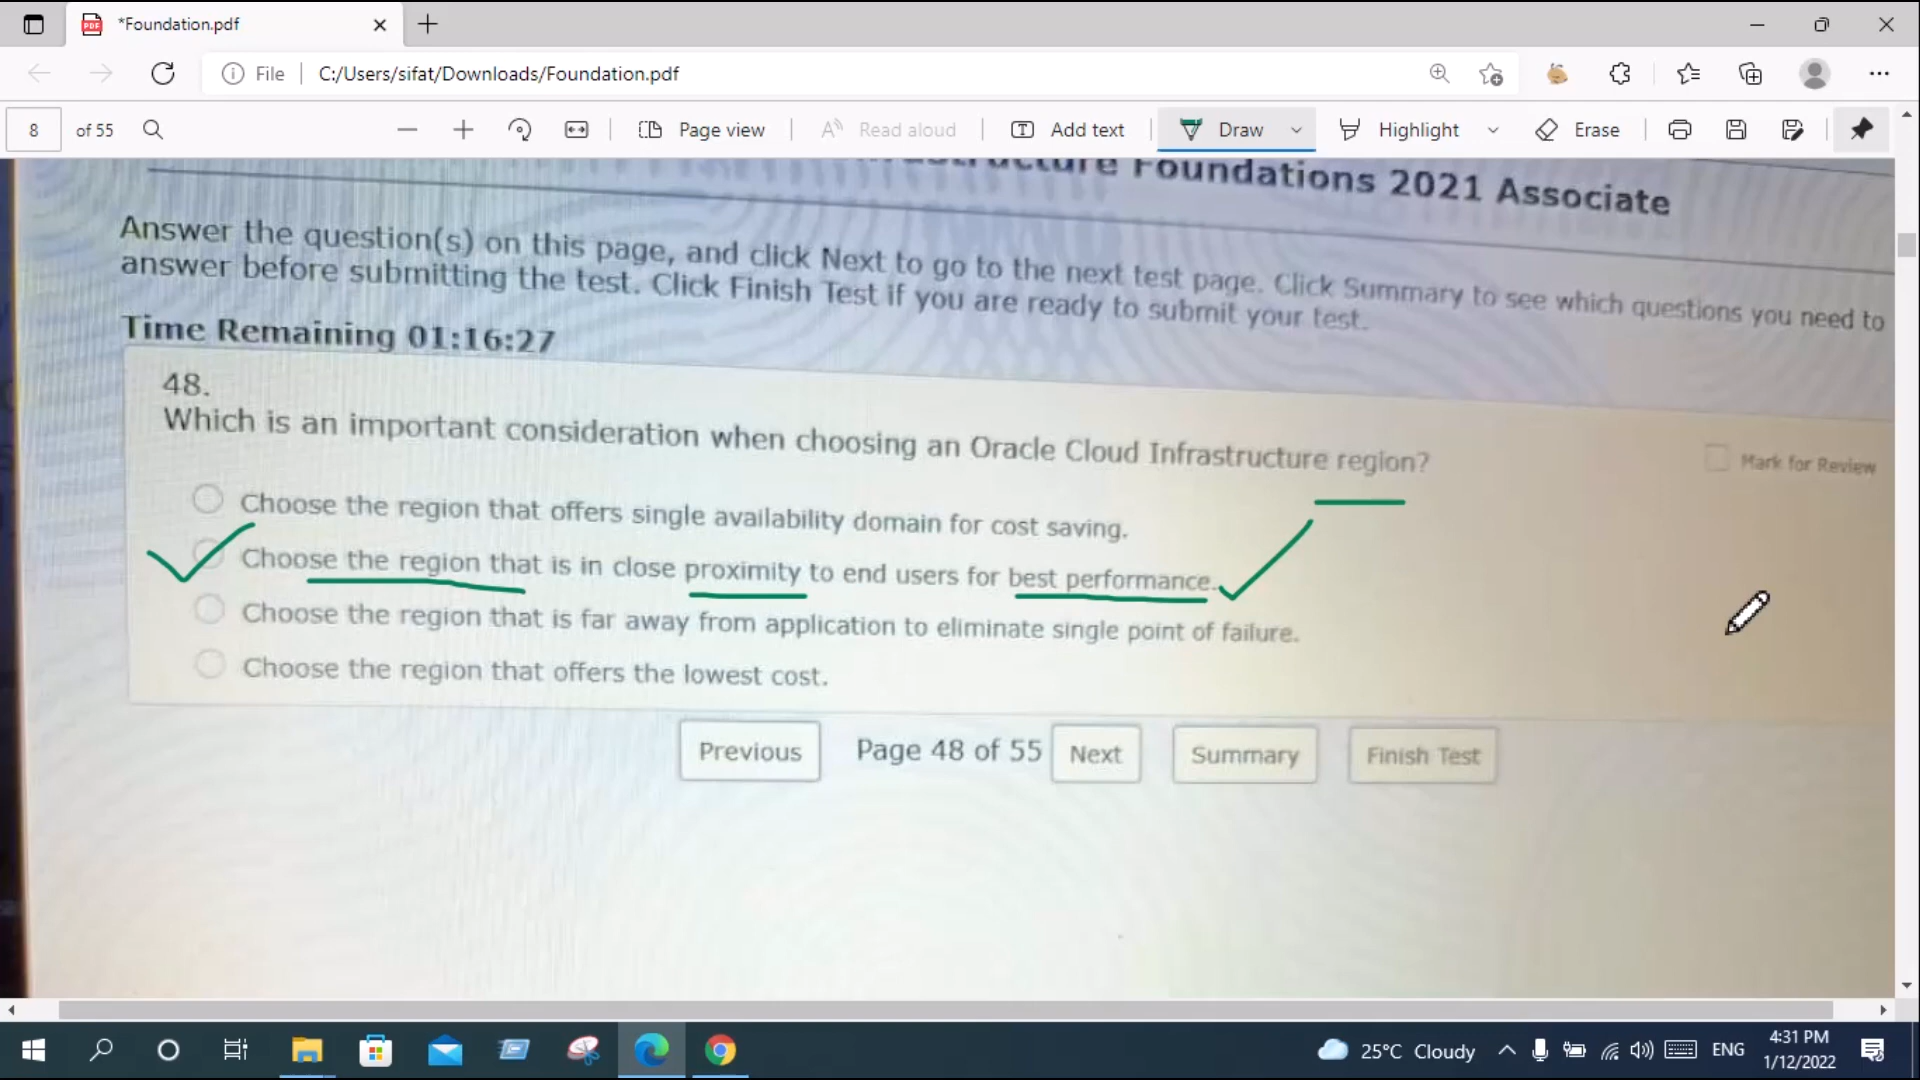 *Foundation.pdf
File
C:/Users/sifat/Downloads/Foundation.pdf
8 of 55
Page view
Read aloud
Add text
Draw
Highlight
Erase
Foundations 2021 Associate
Answer the question(s) on this page, and click Next to go to the next test page. Click Summary to see which questions you need to
answer before submitting the test. Click Finish Test if you are ready to submit your test.
Time Remaining 01:16:27
48.
Which is an important consideration when choosing an Oracle Cloud Infrastructure region?
Mark for Review
Choose the region that offers single availability domain for cost saving.
Choose the region that is in close proximity to end users for best performance.
Choose the region that is far away from application to eliminate single point of failure.
Choose the region that offers the lowest cost.
Previous
Page 48 of 55
Next
Summary
Finish Test
25°C Cloudy
ENG
4:31 PM
1/12/2022